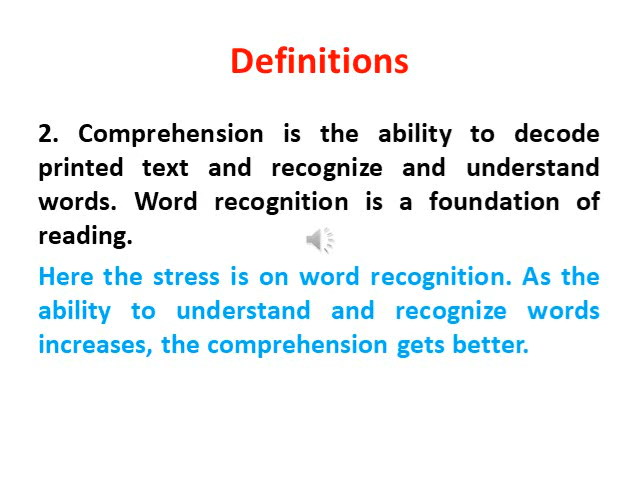 Definitions
2. Comprehension is the ability to decode
printed text and recognize and understand
words. Word recognition is a foundation of
reading.
Here the stress is on word recognition. As the
ability to understand and recognize words
increases, the comprehension gets better.